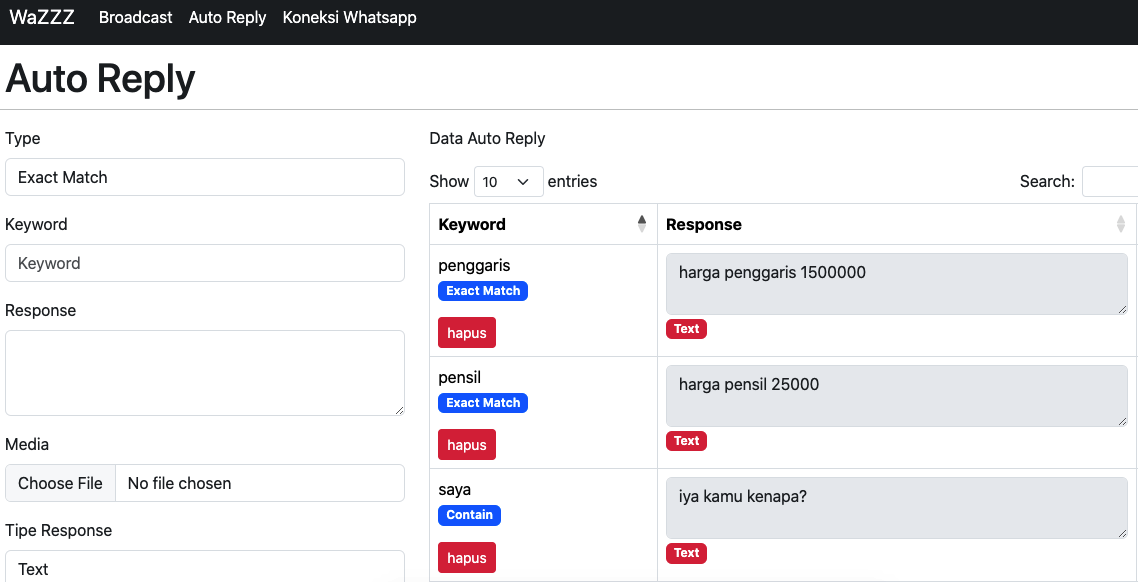 WaZZZ Broadcast Auto Reply Koneksi Whatsapp
Auto Reply
Type
Exact Match
Keyword
Keyword
Response
Media
Choose File No file chosen
Tipe Response
Text
Data Auto Reply
Show 10 entries Search:
Keyword Response
penggaris
Exact Match
hapus
harga penggaris 1500000
Text
pensil
Exact Match
hapus
harga pensil 25000
Text
saya
Contain
hapus
iya kamu kenapa?
Text